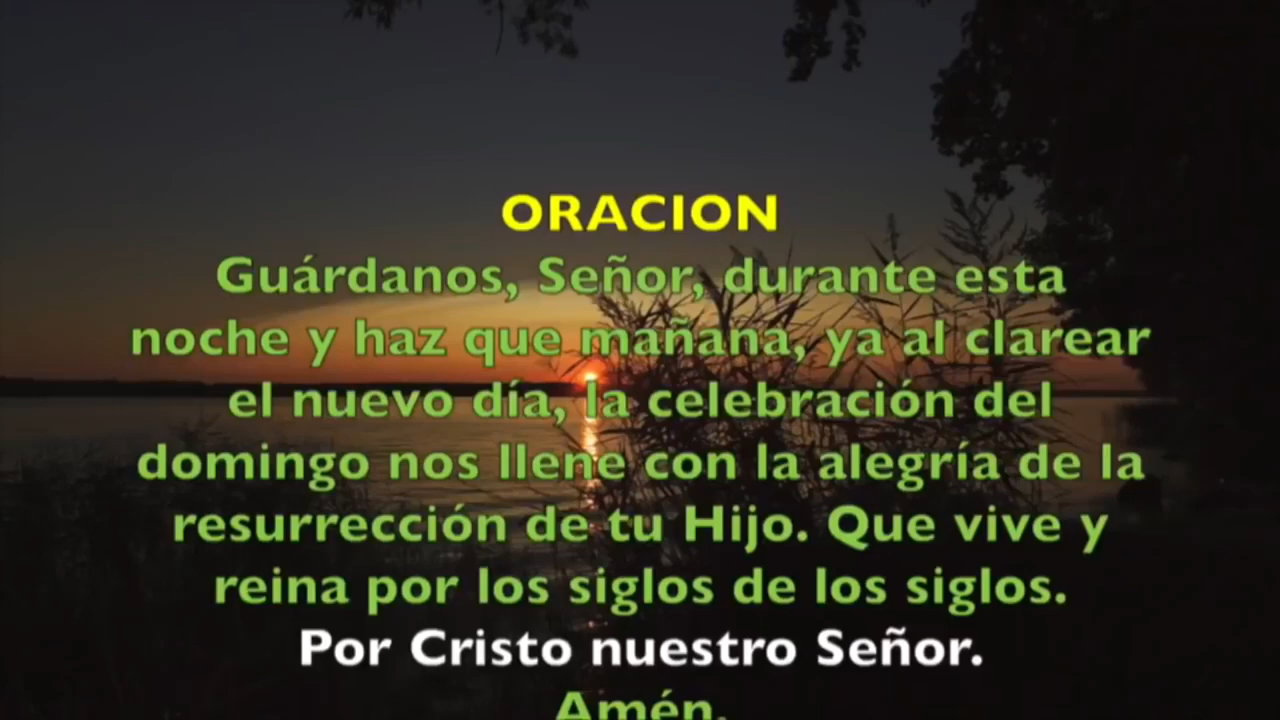 ORACION
Guárdanos, Señor, durante esta
noche y haz que mañana, ya al clarear
el nuevo día, la celebración del
domingo nos llene con la alegría de la
resurrección de tu Hijo. Que vive y
reina por los siglos de los siglos.
Por Cristo nuestro Señor.
Amén.